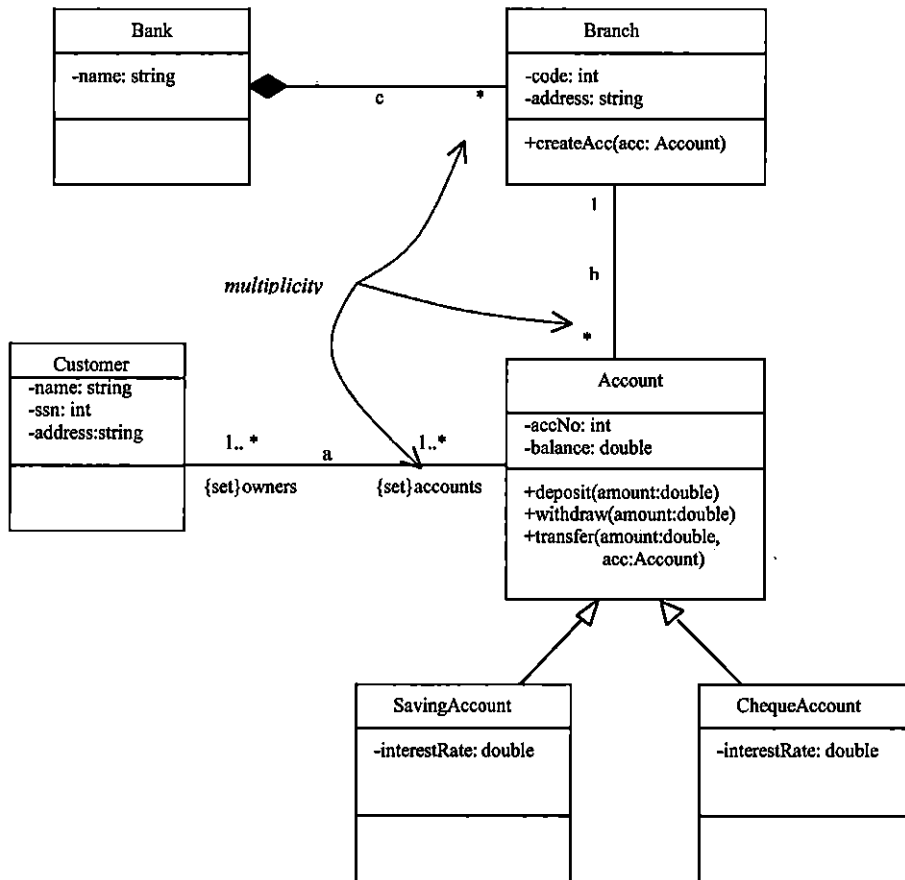 Bank
-name: string
c
*
Branch
-code: int
-address: string
+createAcc(acc: Account)
1
h
*
multiplicity
Customer
-name: string
-ssn: int
-address:string
1.. *
a
1.. *
{set}owners
{set}accounts
Account
-accNo: int
-balance: double
+deposit(amount:double)
+withdraw(amount:double)
+transfer(amount:double,
acc:Account)
SavingAccount
-interestRate: double
ChequeAccount
-interestRate: double